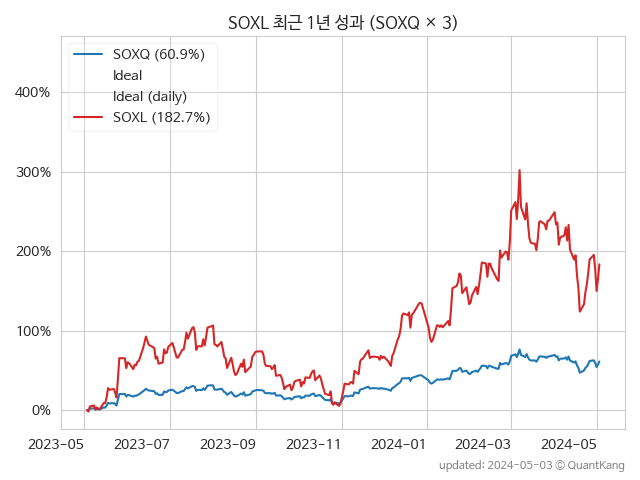 SOXL 최근 1년 성과 (SOXQ × 3)
SOXQ (60.9%)
Ideal
Ideal (daily)
SOXL (182.7%)
400%
300%
200%
100%
0%
2023-05 2023-07 2023-09 2023-11 2024-01 2024-03 2024-05
updated: 2024-05-03 © QuantKang